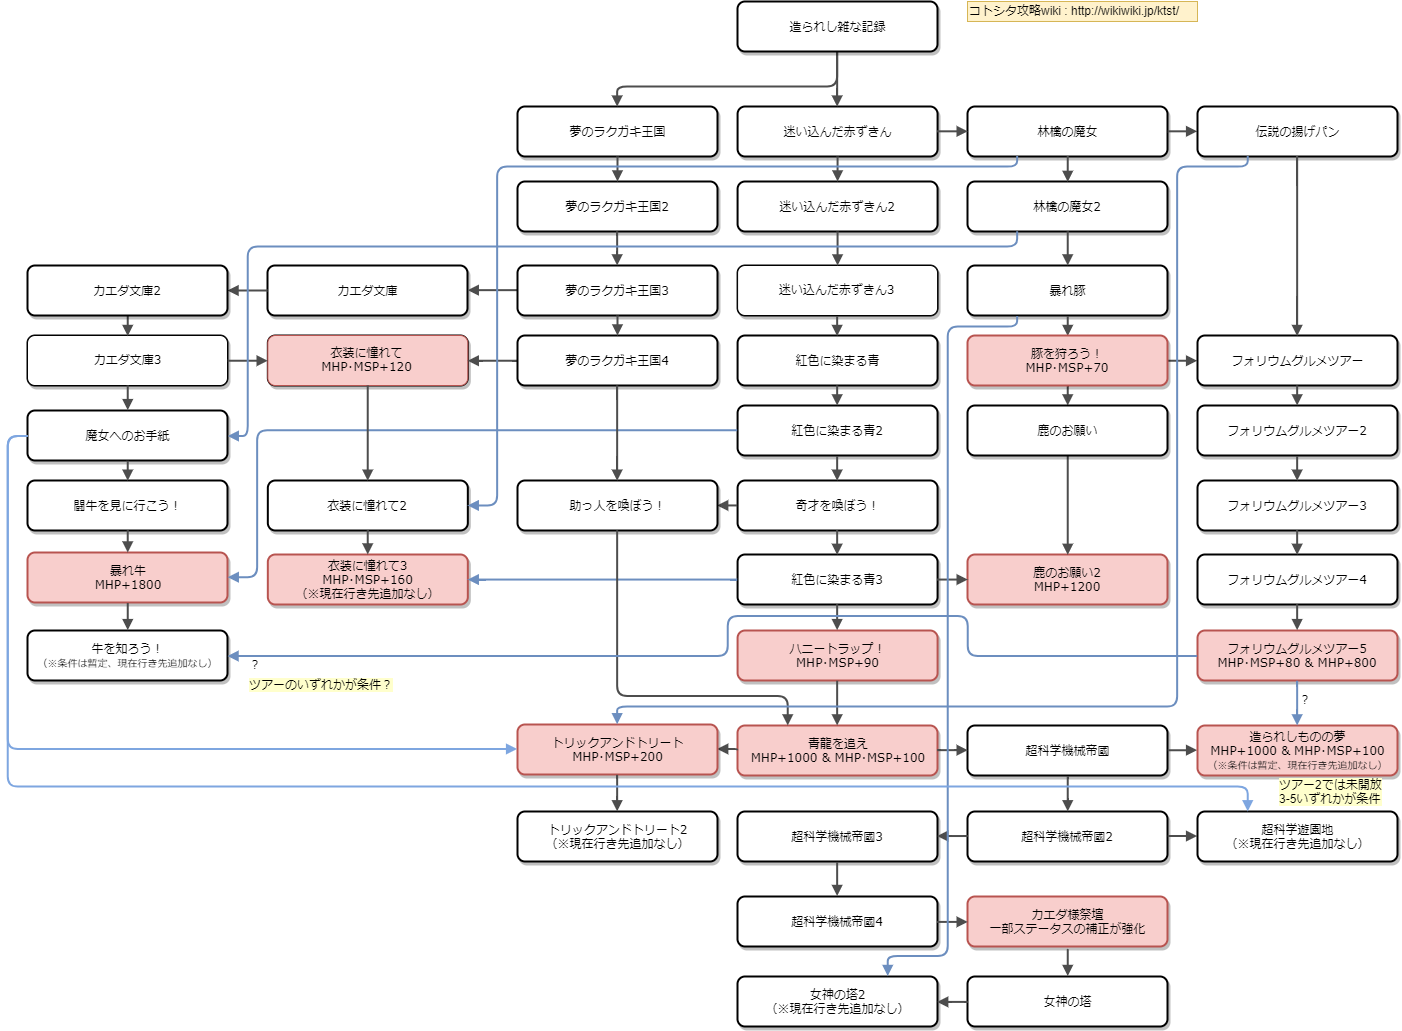 造られし雑な記録
コトシタ攻略wiki : http://wikiwiki.jp/ktst/
夢のラクガキ王国
迷い込んだ赤ずきん
林檎の魔女
伝説の揚げパン
夢のラクガキ王国2
迷い込んだ赤ずきん2
林檎の魔女2
カエダ文庫2
カエダ文庫
夢のラクガキ王国3
迷い込んだ赤ずきん3
暴れ豚
カエダ文庫3
衣装に憧れて
MHP･MSP+120
夢のラクガキ王国4
紅色に染まる青
豚を狩ろう！
MHP･MSP+70
フォリウムグルメツアー
魔女へのお手紙
紅色に染まる青2
鹿のお願い
フォリウムグルメツアー2
闘牛を見に行こう！
衣装に憧れて2
助っ人を喚ぼう！
奇才を喚ぼう！
フォリウムグルメツアー3
暴れ牛
MHP+1800
衣装に憧れて3
MHP･MSP+160
（※現在行き先追加なし）
紅色に染まる青3
鹿のお願い2
MHP+1200
フォリウムグルメツアー4
牛を知ろう！
（※条件は暫定、現在行き先追加なし）
?
ツアーのいずれかが条件？
ハニートラップ！
MHP･MSP+90
フォリウムグルメツアー5
MHP･MSP+80 & MHP+800
?
トリックアンドトリート
MHP･MSP+200
青龍を追え
MHP+1000 & MHP･MSP+100
超科学機械帝國
造られしものの夢
MHP+1000 & MHP･MSP+100
（※条件は暫定、現在行き先追加なし）
ツアー2では未開放
3-5いずれかが条件
トリックアンドトリート2
（※現在行き先追加なし）
超科学機械帝國3
超科学機械帝國2
超科学遊園地
（※現在行き先追加なし）
超科学機械帝國4
カエダ様祭壇
一部ステータスの補正が強化
女神の塔2
（※現在行き先追加なし）
女神の塔